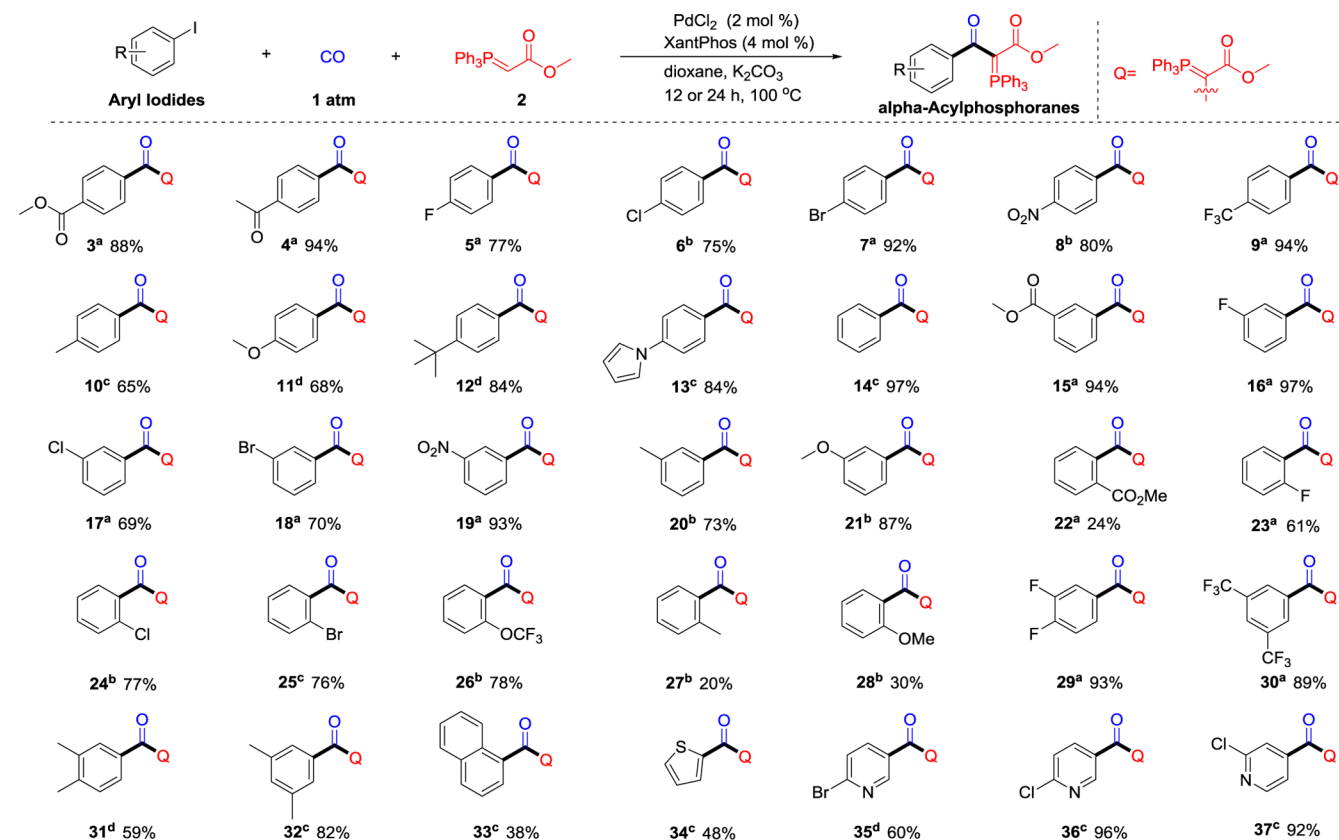 R I + CO + Ph3P O O PdCl2 (2 mol %) XantPhos (4 mol %) dioxane, K2CO3 12 or 24 h, 100 oC R O O O PPh3 Q= Ph3P O O
Aryl Iodides 1 atm 2 alpha-Acylphosphoranes
O Q O O O Q O O Q F O Q Cl O Q Br O Q O2N O Q F3C
3a 88% 4a 94% 5a 77% 6b 75% 7a 92% 8b 80% 9a 94%
O Q O Q O O Q O Q N O Q O O O Q F O Q
10c 65% 11d 68% 12d 84% 13c 84% 14c 97% 15a 94% 16a 97%
Cl O Q Br O Q NO2 O Q O Q O O Q O Q CO2Me O Q F
17a 69% 18a 70% 19a 93% 20b 73% 21b 87% 22a 24% 23a 61%
O Q Cl O Q Br O Q OCF3 O Q O Q OMe F F O Q CF3 O Q CF3
24b 77% 25c 76% 26b 78% 27b 20% 28b 30% 29a 93% 30a 89%
O Q O Q O Q S O Q Br N O Q Cl N O Q Cl N O Q
31d 59% 32c 82% 33c 38% 34c 48% 35d 60% 36c 96% 37c 92%